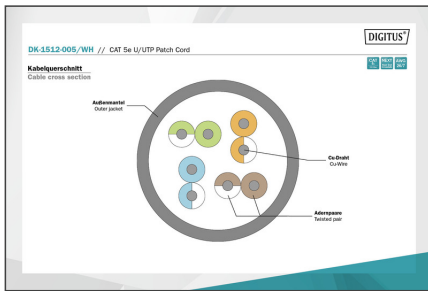 DIGITUS®
DK-1512-005/WH // CAT 5e U/UTP Patch Cord
Kabelquerschnitt
Cable cross section
Außenmantel
Outer jacket
Cu-Draht
Cu-Wire
Adernpaare
Twisted pair